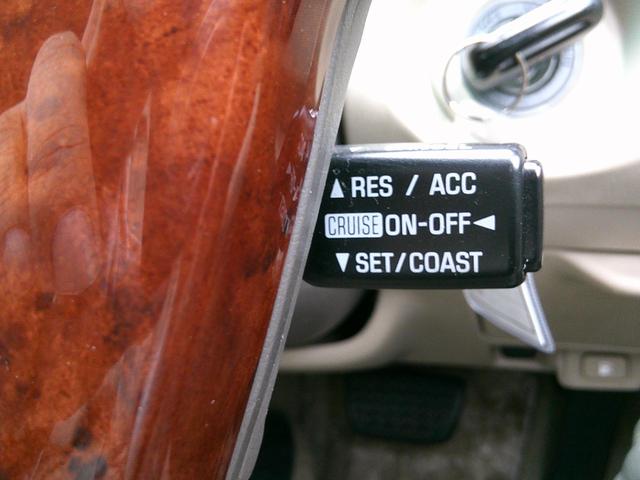 ▲RES / ACC
CRUISE ON-OFF◄
▼SET/COAST